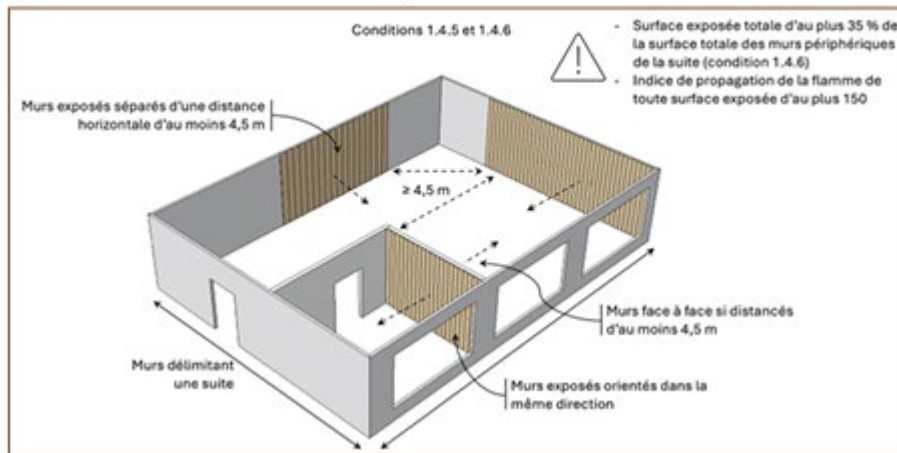 Conditions 1.4.5 et 1.4.6
- Surface exposée totale d'au plus 35 % de
la surface totale des murs périphériques
de la suite (condition 1.4.6)
- Indice de propagation de la flamme de
toute surface exposée d'au plus 150
Murs exposés séparés d'une distance
horizontale d'au moins 4,5 m
≥ 4,5 m
Murs face à face si distancés
d'au moins 4,5 m
Murs délimitant
une suite
Murs exposés orientés dans la
même direction